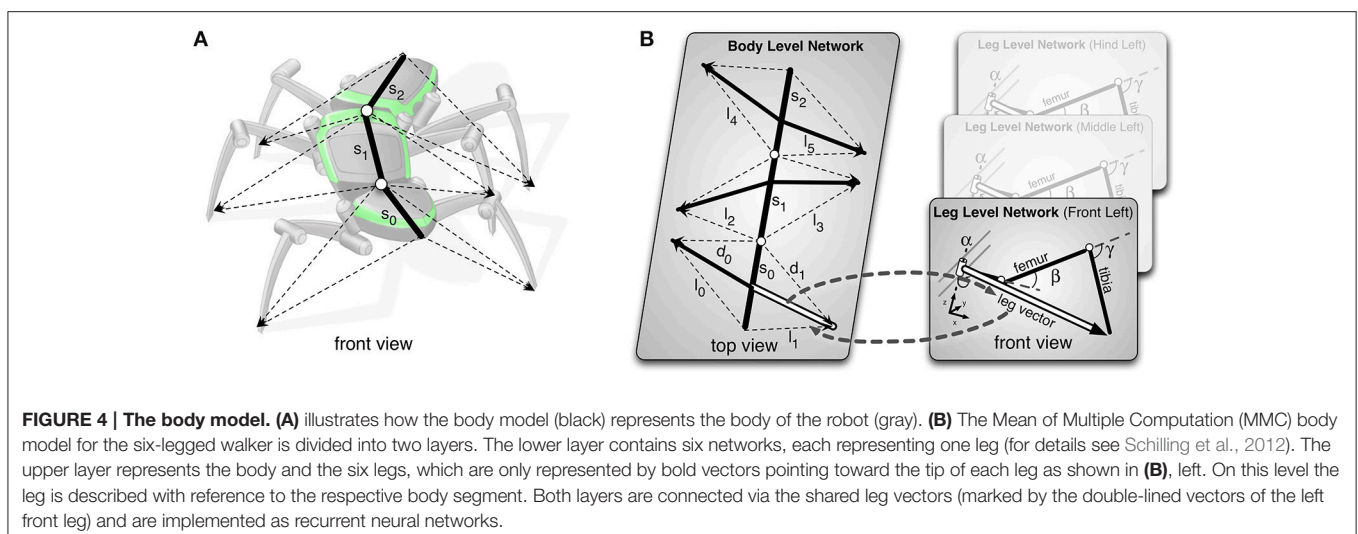 A
s2
s1
s0
front view
B
Body Level Network
s2
l4
l5
s1
l2
l3
d0
s0
d1
l0
l1
top view
Leg Level Network (Hind Left)
α
femur
β
γ
tib
Leg Level Network (Middle Left)
α
femur
β
γ
Leg Level Network (Front Left)
α
femur
β
γ
tibia
leg vector
z
y
x
front view
FIGURE 4 | The body model. (A) illustrates how the body model (black) represents the body of the robot (gray). (B) The Mean of Multiple Computation (MMC) body
model for the six-legged walker is divided into two layers. The lower layer contains six networks, each representing one leg (for details see Schilling et al., 2012). The
upper layer represents the body and the six legs, which are only represented by bold vectors pointing toward the tip of each leg as shown in (B), left. On this level the
leg is described with reference to the respective body segment. Both layers are connected via the shared leg vectors (marked by the double-lined vectors of the left
front leg) and are implemented as recurrent neural networks.